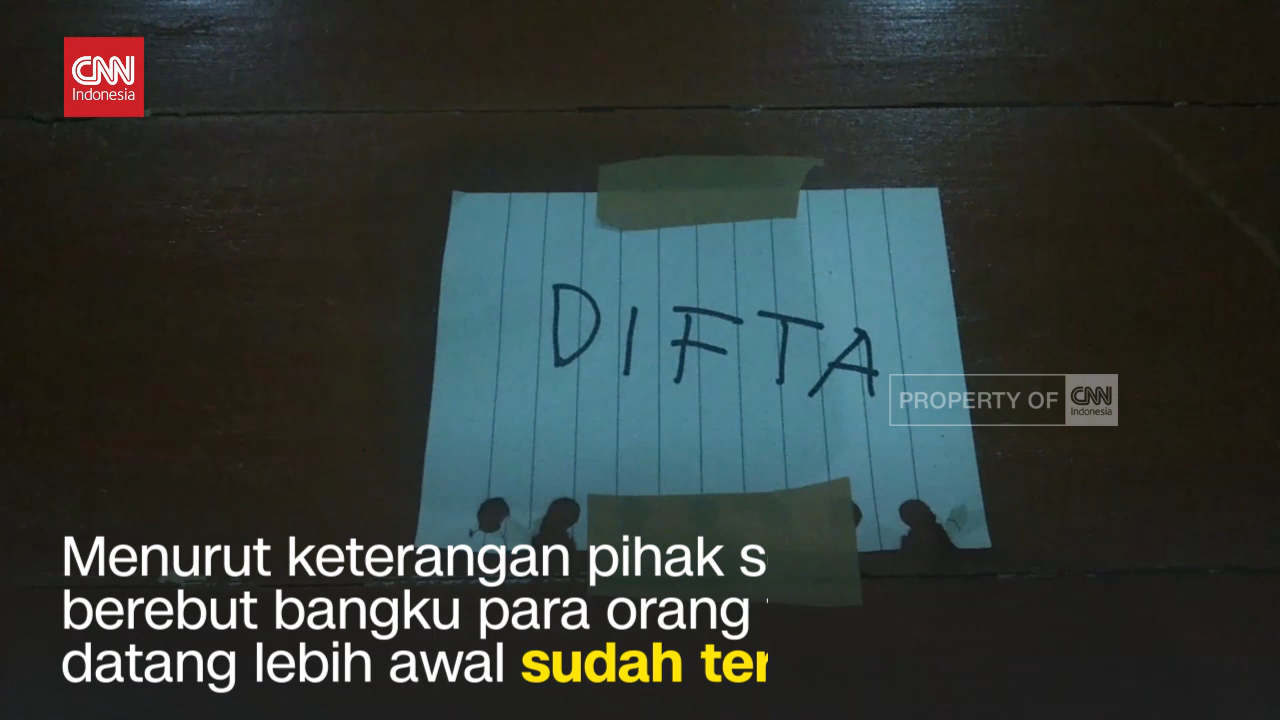 CNN
Indonesia
DIFTA
PROPERTY OF CNN
Indonesia
Menurut keterangan pihak s
berebut bangku para orang
datang lebih awal sudah ter